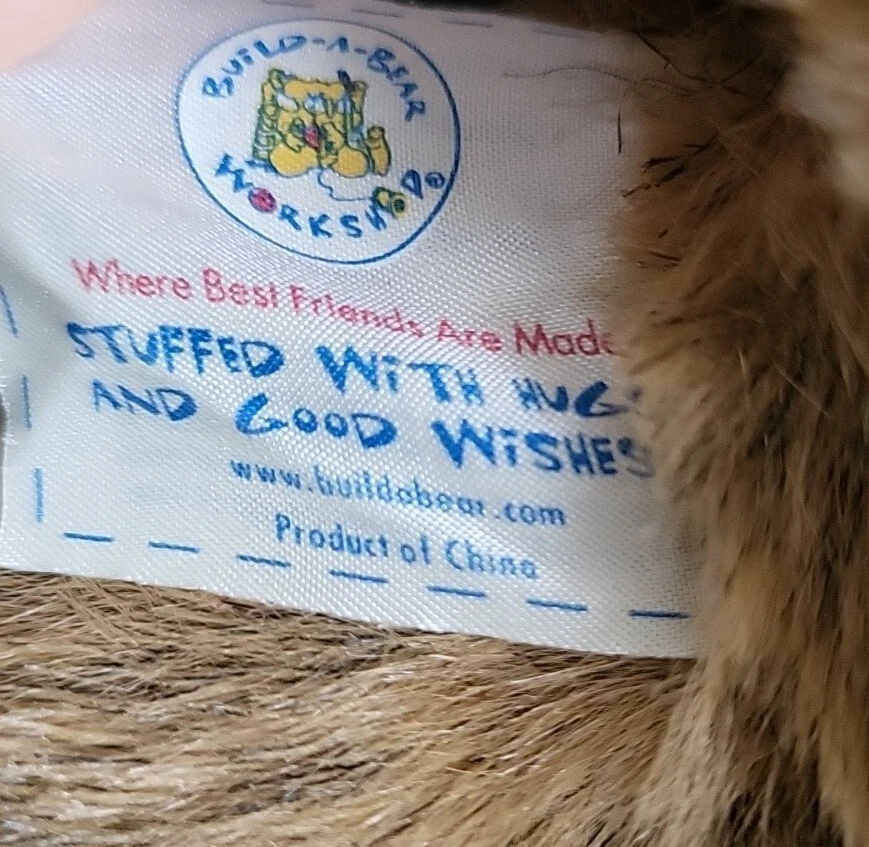 BUiLD-A-BEAR
WORKSHOP®
Where Best Friends Are Made
STUFFED WiTH HUGS
AND GOOD WiSHES
www.buildabear.com
Product of China